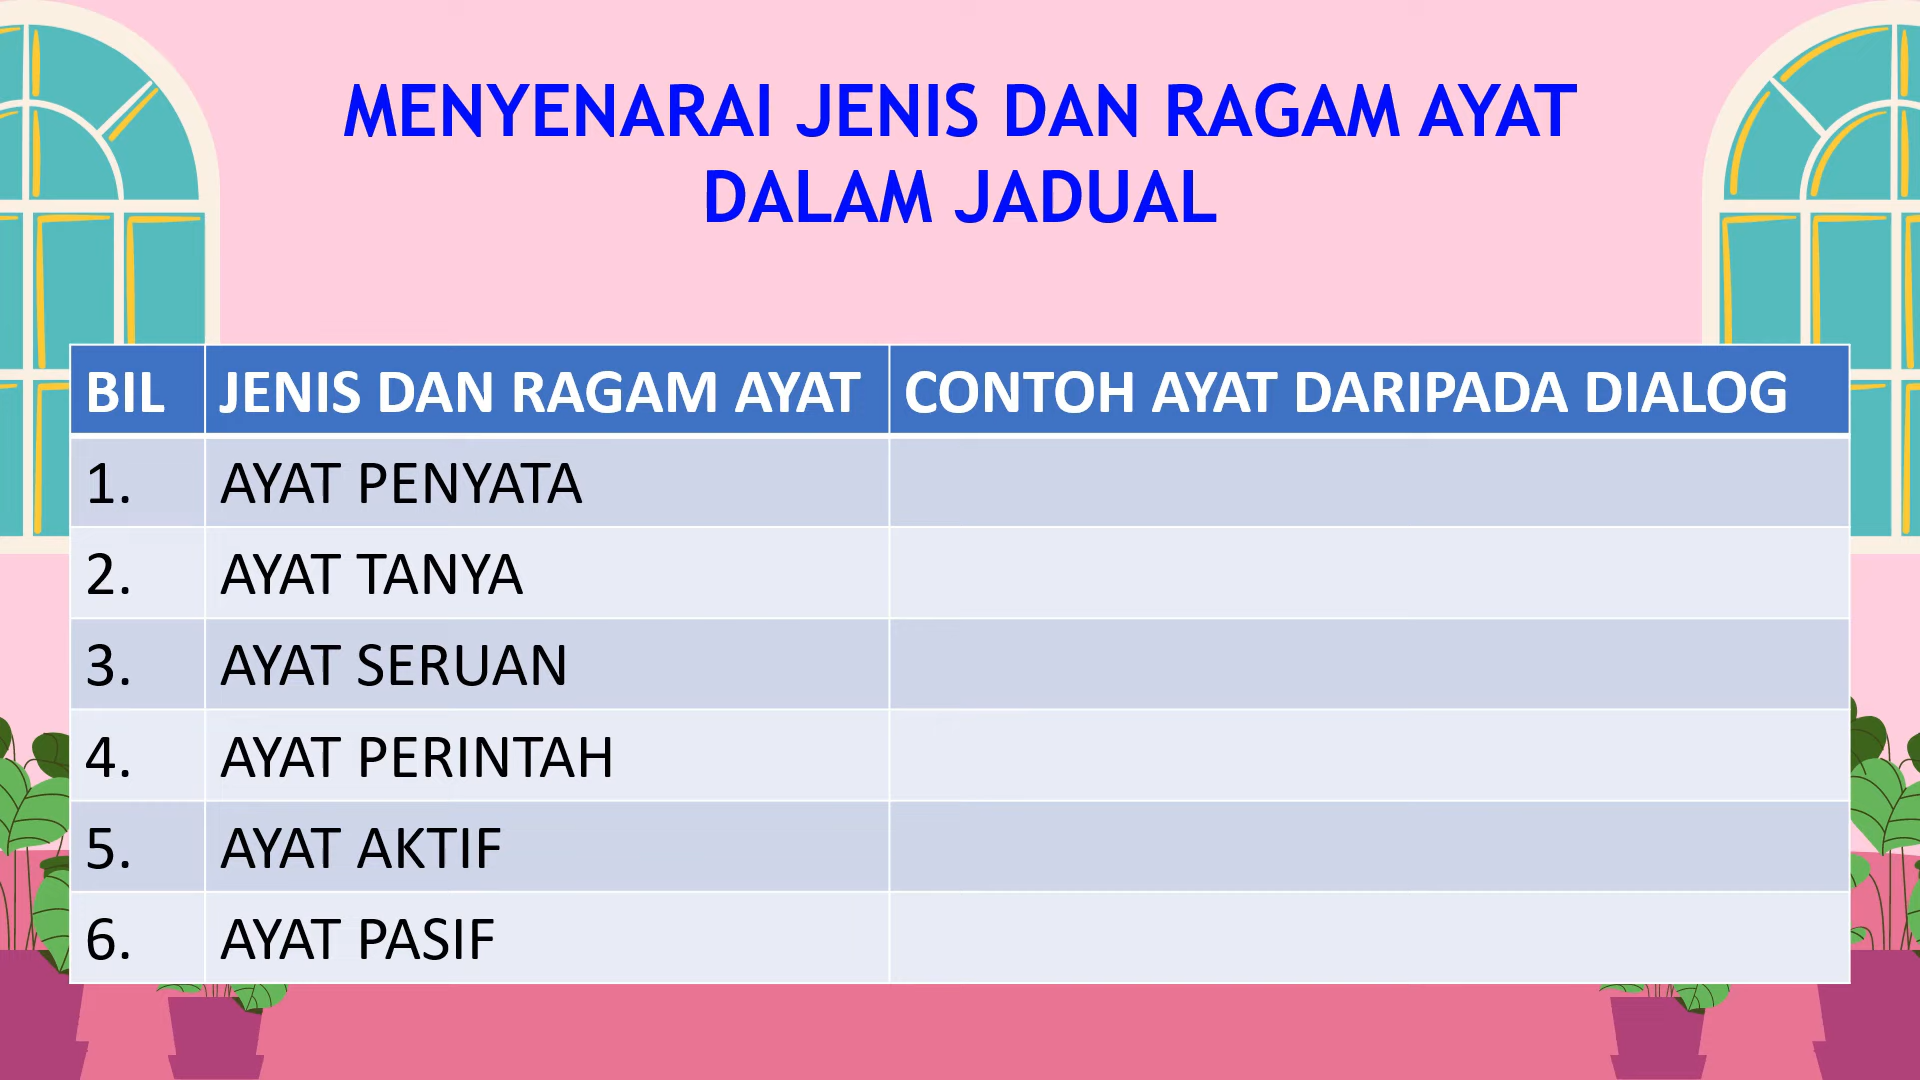 MENYENARAI JENIS DAN RAGAM AYAT
DALAM JADUAL
BIL JENIS DAN RAGAM AYAT CONTOH AYAT DARIPADA DIALOG
1. AYAT PENYATA
2. AYAT TANYA
3. AYAT SERUAN
4. AYAT PERINTAH
5. AYAT AKTIF
6. AYAT PASIF